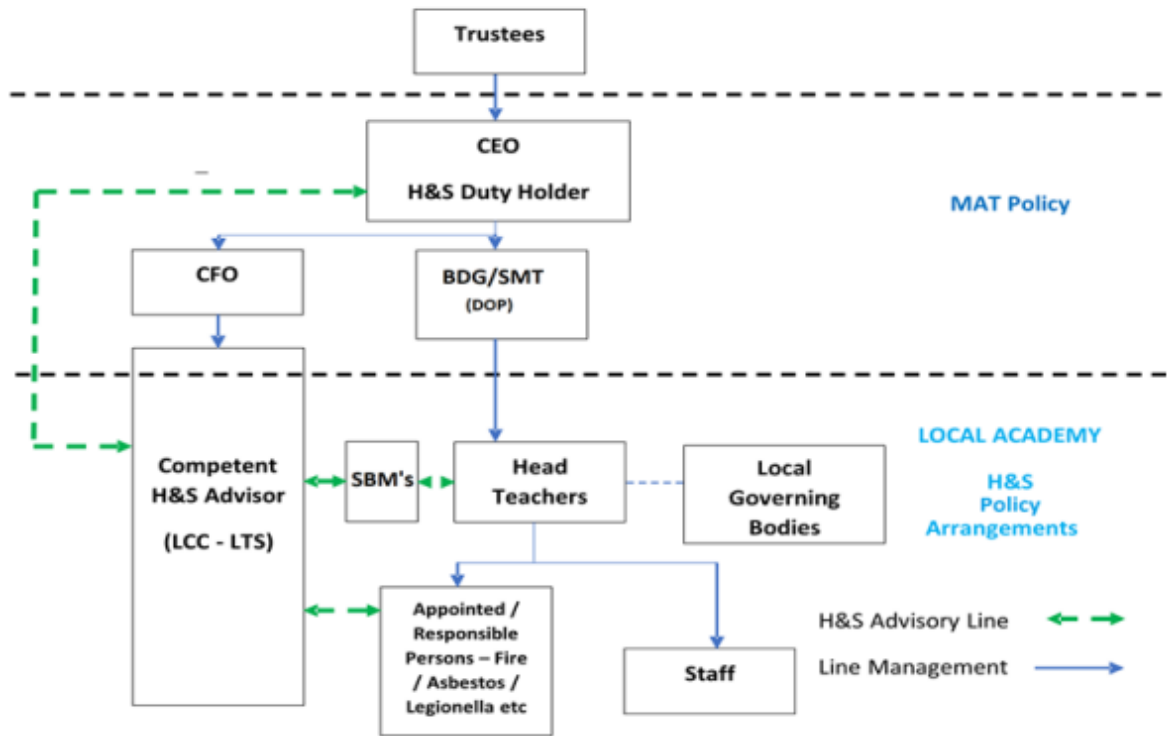 Trustees
CEO
H&S Duty Holder
MAT Policy
CFO
BDG/SMT
(DOP)
Competent
H&S Advisor
(LCC - LTS)
SBM's
Head
Teachers
Local
Governing
Bodies
LOCAL ACADEMY
H&S
Policy
Arrangements
Appointed /
Responsible
Persons – Fire
/ Asbestos /
Legionella etc
Staff
H&S Advisory Line
Line Management